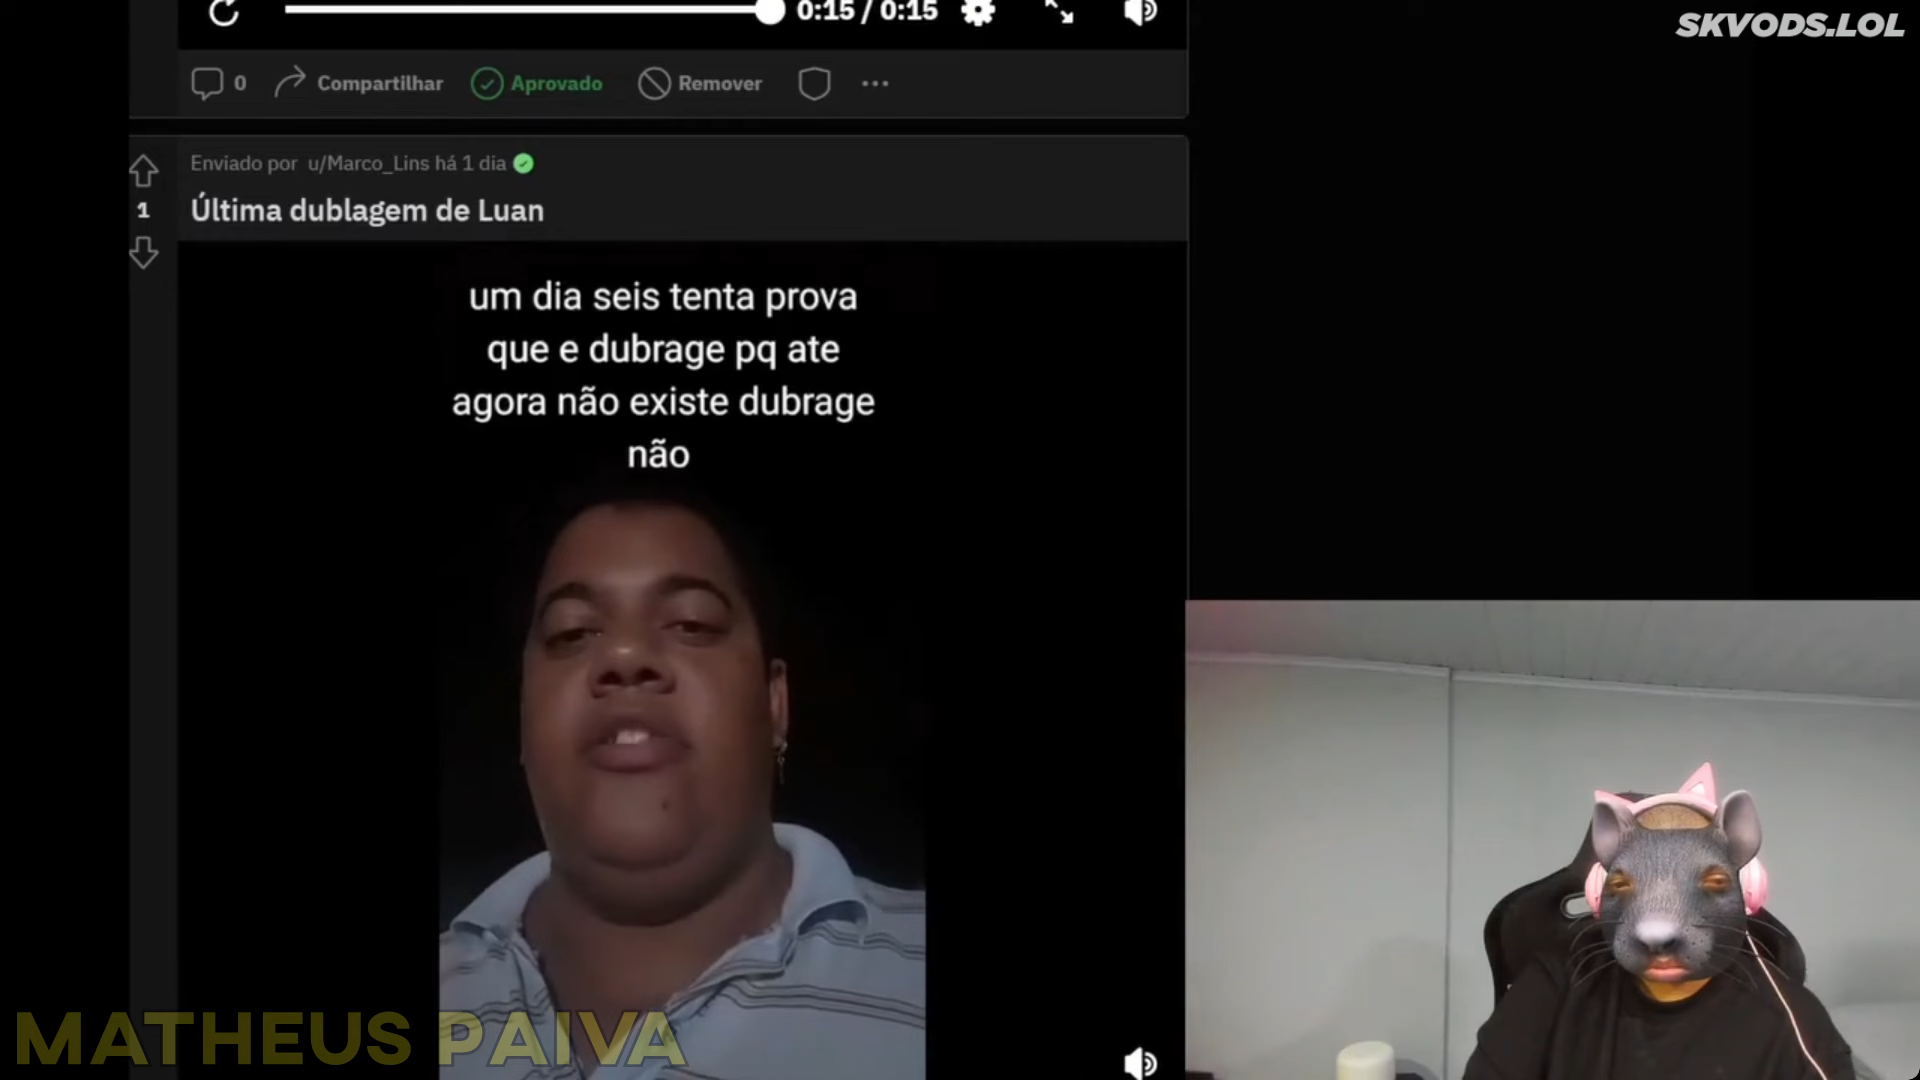 0:15 / 0:15
SKVODS.LOL
0 Compartilhar Aprovado Remover
Enviado por u/Marco_Lins há 1 dia
1
Última dublagem de Luan
um dia seis tenta prova
que e dubrage pq ate
agora não existe dubrage
não
MATHEUS PAIVA